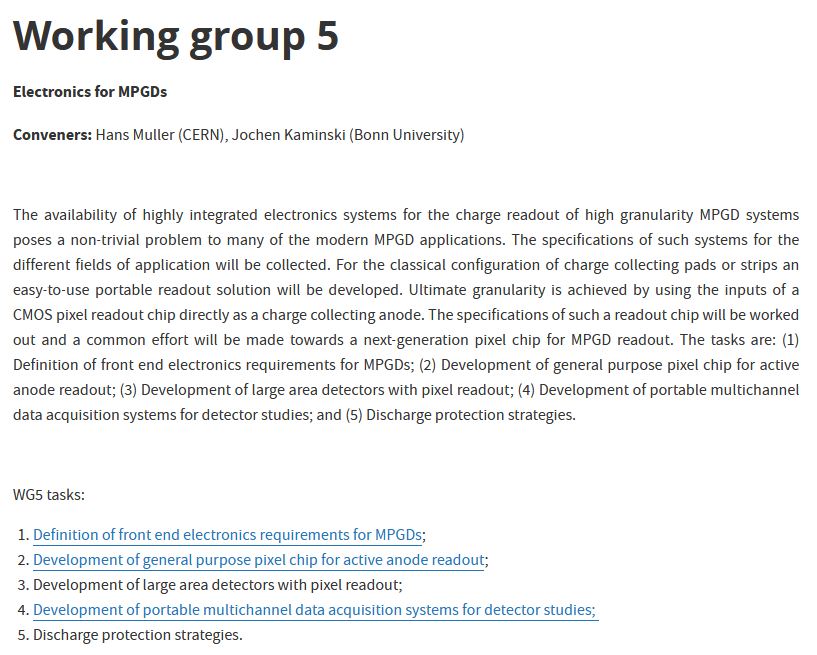 Working group 5
Electronics for MPGDs
Conveners: Hans Muller (CERN), Jochen Kaminski (Bonn University)
The availability of highly integrated electronics systems for the charge readout of high granularity MPGD systems
poses a non-trivial problem to many of the modern MPGD applications. The specifications of such systems for the
different fields of application will be collected. For the classical configuration of charge collecting pads or strips an
easy-to-use portable readout solution will be developed. Ultimate granularity is achieved by using the inputs of a
CMOS pixel readout chip directly as a charge collecting anode. The specifications of such a readout chip will be worked
out and a common effort will be made towards a next-generation pixel chip for MPGD readout. The tasks are: (1)
Definition of front end electronics requirements for MPGDs; (2) Development of general purpose pixel chip for active
anode readout; (3) Development of large area detectors with pixel readout; (4) Development of portable multichannel
data acquisition systems for detector studies; and (5) Discharge protection strategies.
WG5 tasks:
1. Definition of front end electronics requirements for MPGDs;
2. Development of general purpose pixel chip for active anode readout;
3. Development of large area detectors with pixel readout;
4. Development of portable multichannel data acquisition systems for detector studies;
5. Discharge protection strategies.